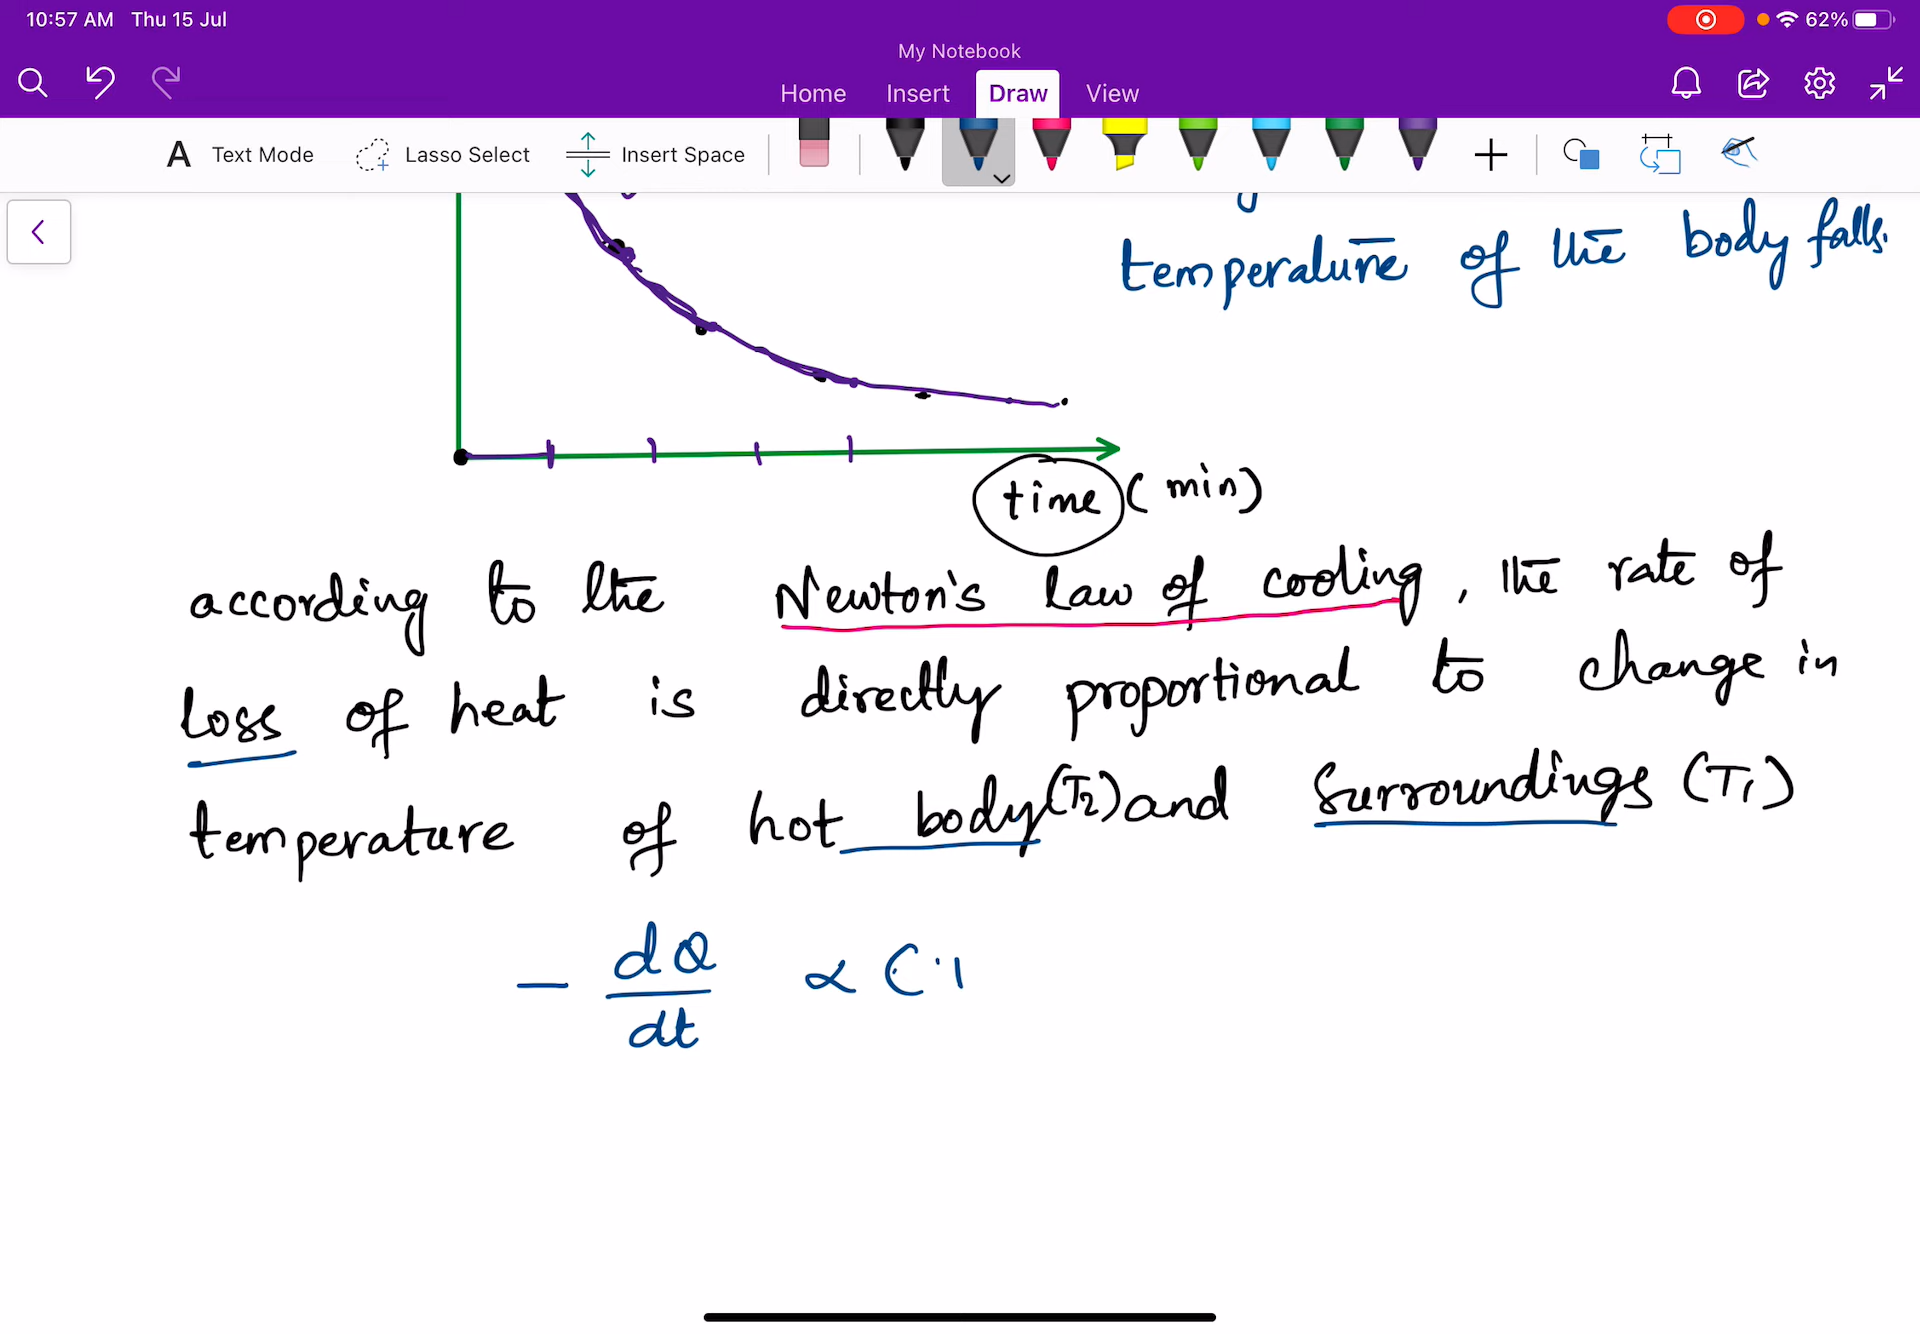 10:57 AM Thu 15 Jul
62%
My Notebook
Home Insert Draw View
A Text Mode Lasso Select Insert Space
temperature of the body falls.
time (min)
according to the Newton's law of cooling, the rate of
loss of heat is directly proportional to change in
temperature of hot body (T2) and Surroundings (T1)
- dQ/dt ∝ (